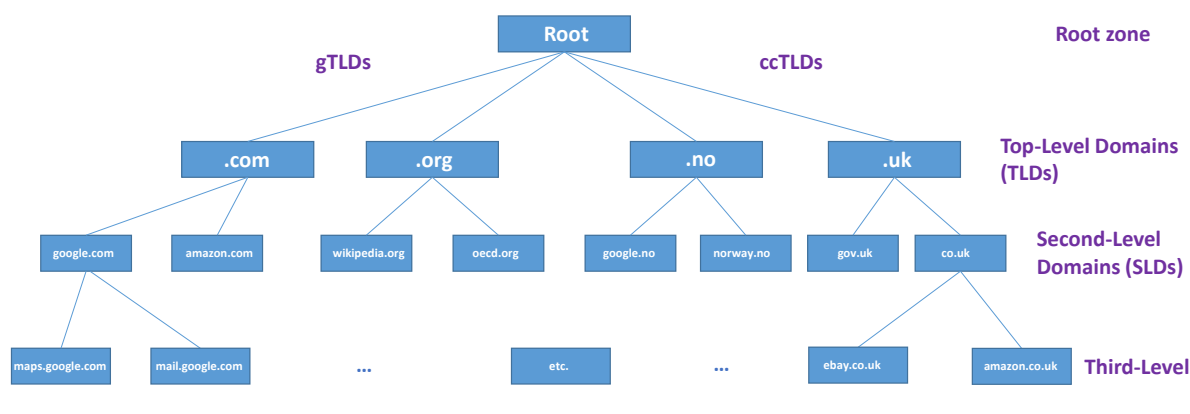 Root
Root zone
gTLDs
ccTLDs
.com
.org
.no
.uk
Top-Level Domains
(TLDs)
google.com
amazon.com
wikipedia.org
oecd.org
google.no
norway.no
gov.uk
co.uk
Second-Level
Domains (SLDs)
maps.google.com
mail.google.com
...
etc.
...
ebay.co.uk
amazon.co.uk
Third-Level